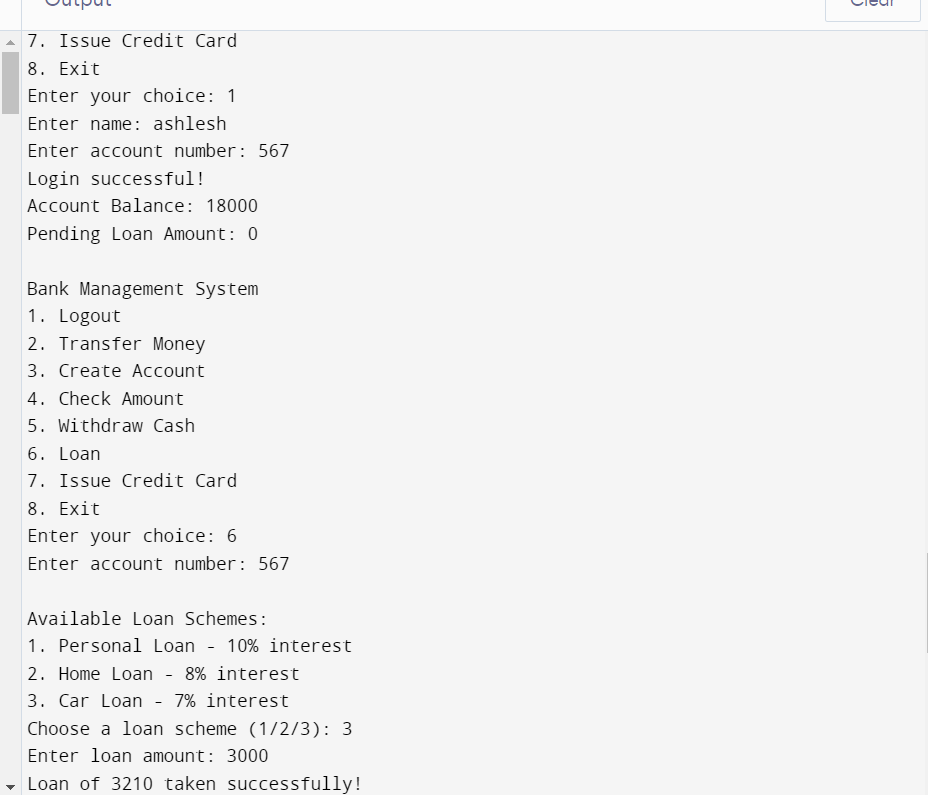 Output
Clear
7. Issue Credit Card
8. Exit
Enter your choice: 1
Enter name: ashlesh
Enter account number: 567
Login successful!
Account Balance: 18000
Pending Loan Amount: 0
Bank Management System
1. Logout
2. Transfer Money
3. Create Account
4. Check Amount
5. Withdraw Cash
6. Loan
7. Issue Credit Card
8. Exit
Enter your choice: 6
Enter account number: 567
Available Loan Schemes:
1. Personal Loan - 10% interest
2. Home Loan - 8% interest
3. Car Loan - 7% interest
Choose a loan scheme (1/2/3): 3
Enter loan amount: 3000
Loan of 3210 taken successfully!